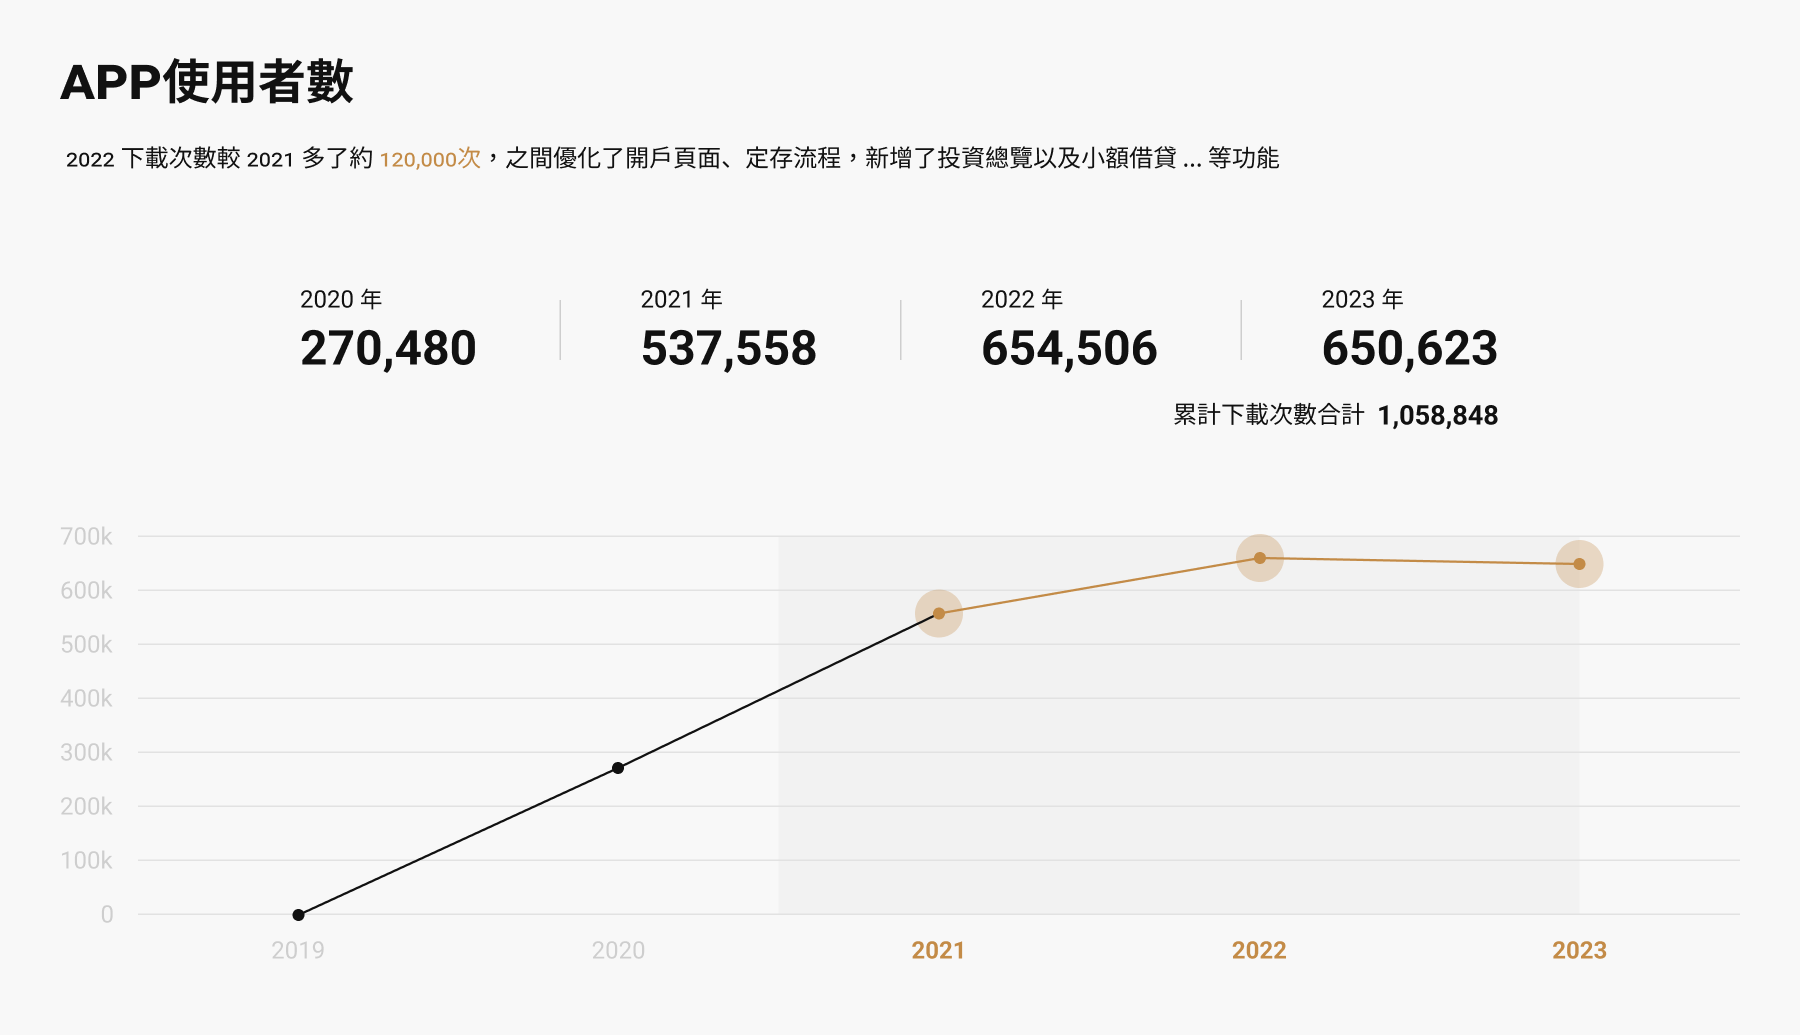 APP使用者數
2022 下載次數較 2021 多了約 120,000次，之間優化了開戶頁面、定存流程，新增了投資總覽以及小額借貸 ... 等功能
2020 年
270,480
2021 年
537,558
2022 年
654,506
2023 年
650,623
累計下載次數合計 1,058,848
700k
600k
500k
400k
300k
200k
100k
0
2019 2020 2021 2022 2023